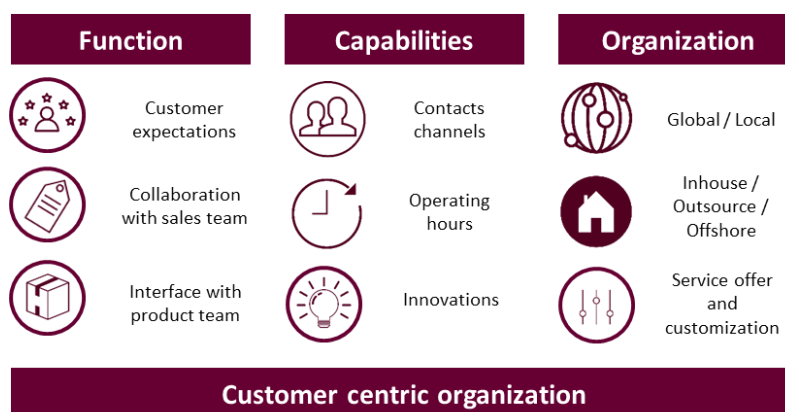 Function
Capabilities
Organization
Customer
expectations
Contacts
channels
Global / Local
Collaboration
with sales team
Operating
hours
Inhouse /
Outsource /
Offshore
Interface with
product team
Innovations
Service offer
and
customization
Customer centric organization